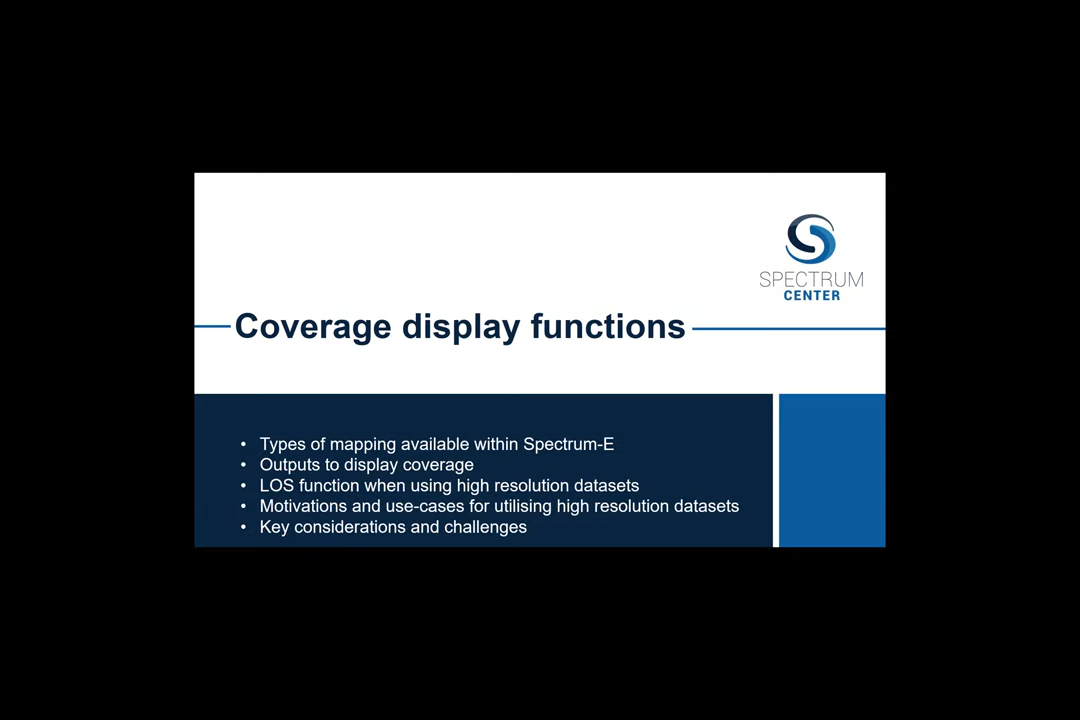 SPECTRUM
CENTER
Coverage display functions
• Types of mapping available within Spectrum-E
• Outputs to display coverage
• LOS function when using high resolution datasets
• Motivations and use-cases for utilising high resolution datasets
• Key considerations and challenges